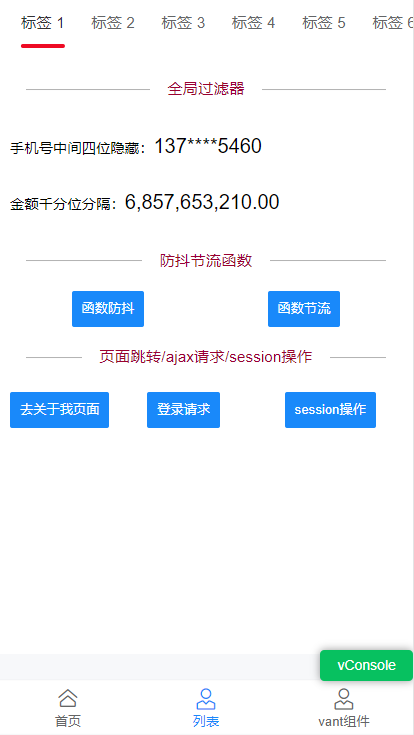 标签 1 标签 2 标签 3 标签 4 标签 5 标签 6
全局过滤器
手机号中间四位隐藏：137****5460
金额千分位分隔：6,857,653,210.00
防抖节流函数
函数防抖 函数节流
页面跳转/ajax请求/session操作
去关于我页面 登录请求 session操作
vConsole
首页 列表 vant组件